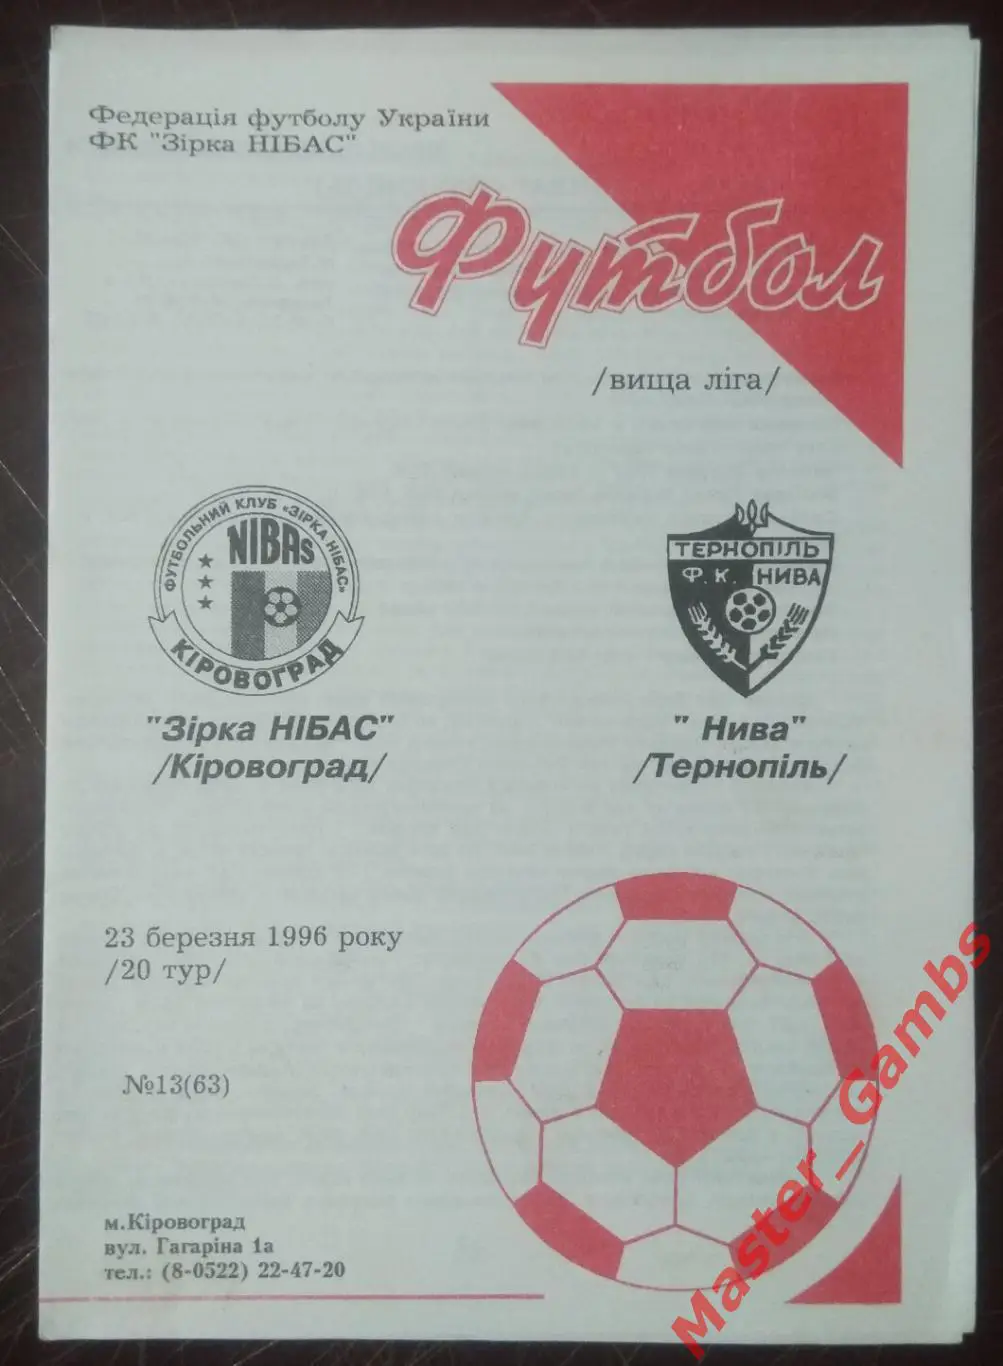 Федерація футболу України
ФК "Зірка НІБАС"
Футбол
/вища ліга/
ФУТБОЛЬНИЙ КЛУБ «ЗІРКА НІБАС»
NIBAs
КІРОВОГРАД
ТЕРНОПІЛЬ
Ф.К. НИВА
"Зірка НІБАС"
/Кіровоград/
" Нива"
/Тернопіль/
23 березня 1996 року
/20 тур/
№13(63)
м.Кіровоград
вул. Гагаріна 1а
тел.: (8-0522) 22-47-20
Master_Gambs